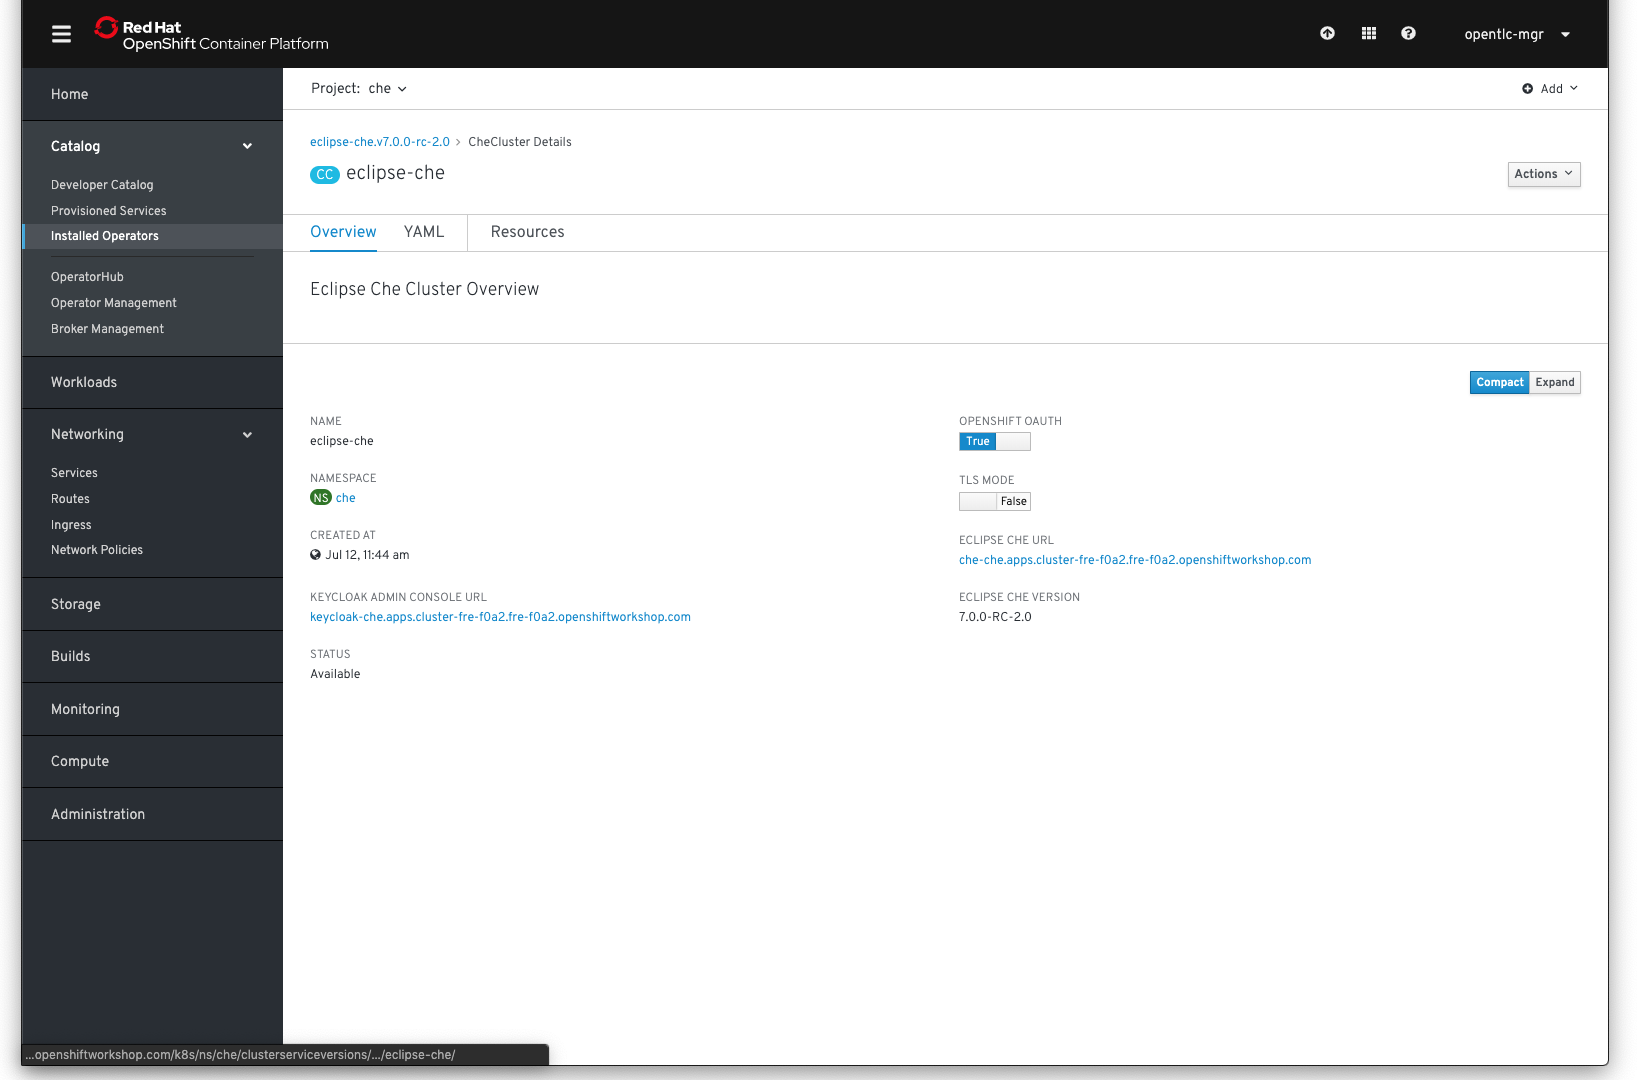 Red Hat
OpenShift Container Platform
opentlc-mgr
Home
Catalog
Developer Catalog
Provisioned Services
Installed Operators
OperatorHub
Operator Management
Broker Management
Workloads
Networking
Services
Routes
Ingress
Network Policies
Storage
Builds
Monitoring
Compute
Administration
Project: che
Add
eclipse-che.v7.0.0-rc-2.0 > CheCluster Details
CC eclipse-che
Actions
Overview YAML Resources
Eclipse Che Cluster Overview
Compact Expand
NAME
eclipse-che
NAMESPACE
NS che
CREATED AT
Jul 12, 11:44 am
KEYCLOAK ADMIN CONSOLE URL
keycloak-che.apps.cluster-fre-f0a2.fre-f0a2.openshiftworkshop.com
STATUS
Available
OPENSHIFT OAUTH
True
TLS MODE
False
ECLIPSE CHE URL
che-che.apps.cluster-fre-f0a2.fre-f0a2.openshiftworkshop.com
ECLIPSE CHE VERSION
7.0.0-RC-2.0
...openshiftworkshop.com/k8s/ns/che/clusterserviceversions/.../eclipse-che/